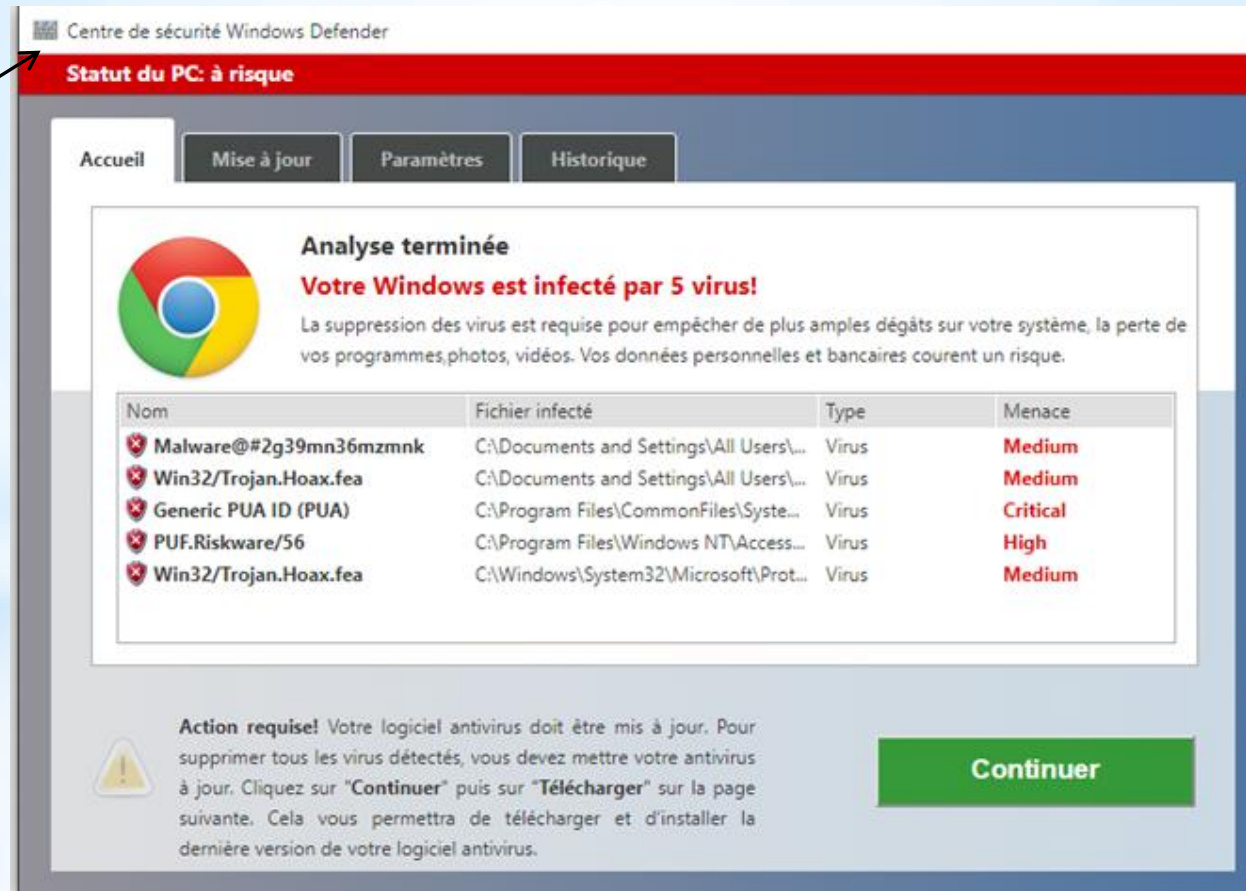 Centre de sécurité Windows Defender
Statut du PC: à risque
Accueil Mise à jour Paramètres Historique
Analyse terminée
Votre Windows est infecté par 5 virus!
La suppression des virus est requise pour empêcher de plus amples dégâts sur votre système, la perte de
vos programmes,photos, vidéos. Vos données personnelles et bancaires courent un risque.
Nom Fichier infecté Type Menace
Malware@#2g39mn36mzmnk C:\Documents and Settings\All Users\... Virus Medium
Win32/Trojan.Hoax.fea C:\Documents and Settings\All Users\... Virus Medium
Generic PUA ID (PUA) C:\Program Files\CommonFiles\Syste... Virus Critical
PUF.Riskware/56 C:\Program Files\Windows NT\Access... Virus High
Win32/Trojan.Hoax.fea C:\Windows\System32\Microsoft\Prot... Virus Medium
Action requise! Votre logiciel antivirus doit être mis à jour. Pour
supprimer tous les virus détectés, vous devez mettre votre antivirus
à jour. Cliquez sur "Continuer" puis sur "Télécharger" sur la page
suivante. Cela vous permettra de télécharger et d'installer la
dernière version de votre logiciel antivirus.
Continuer